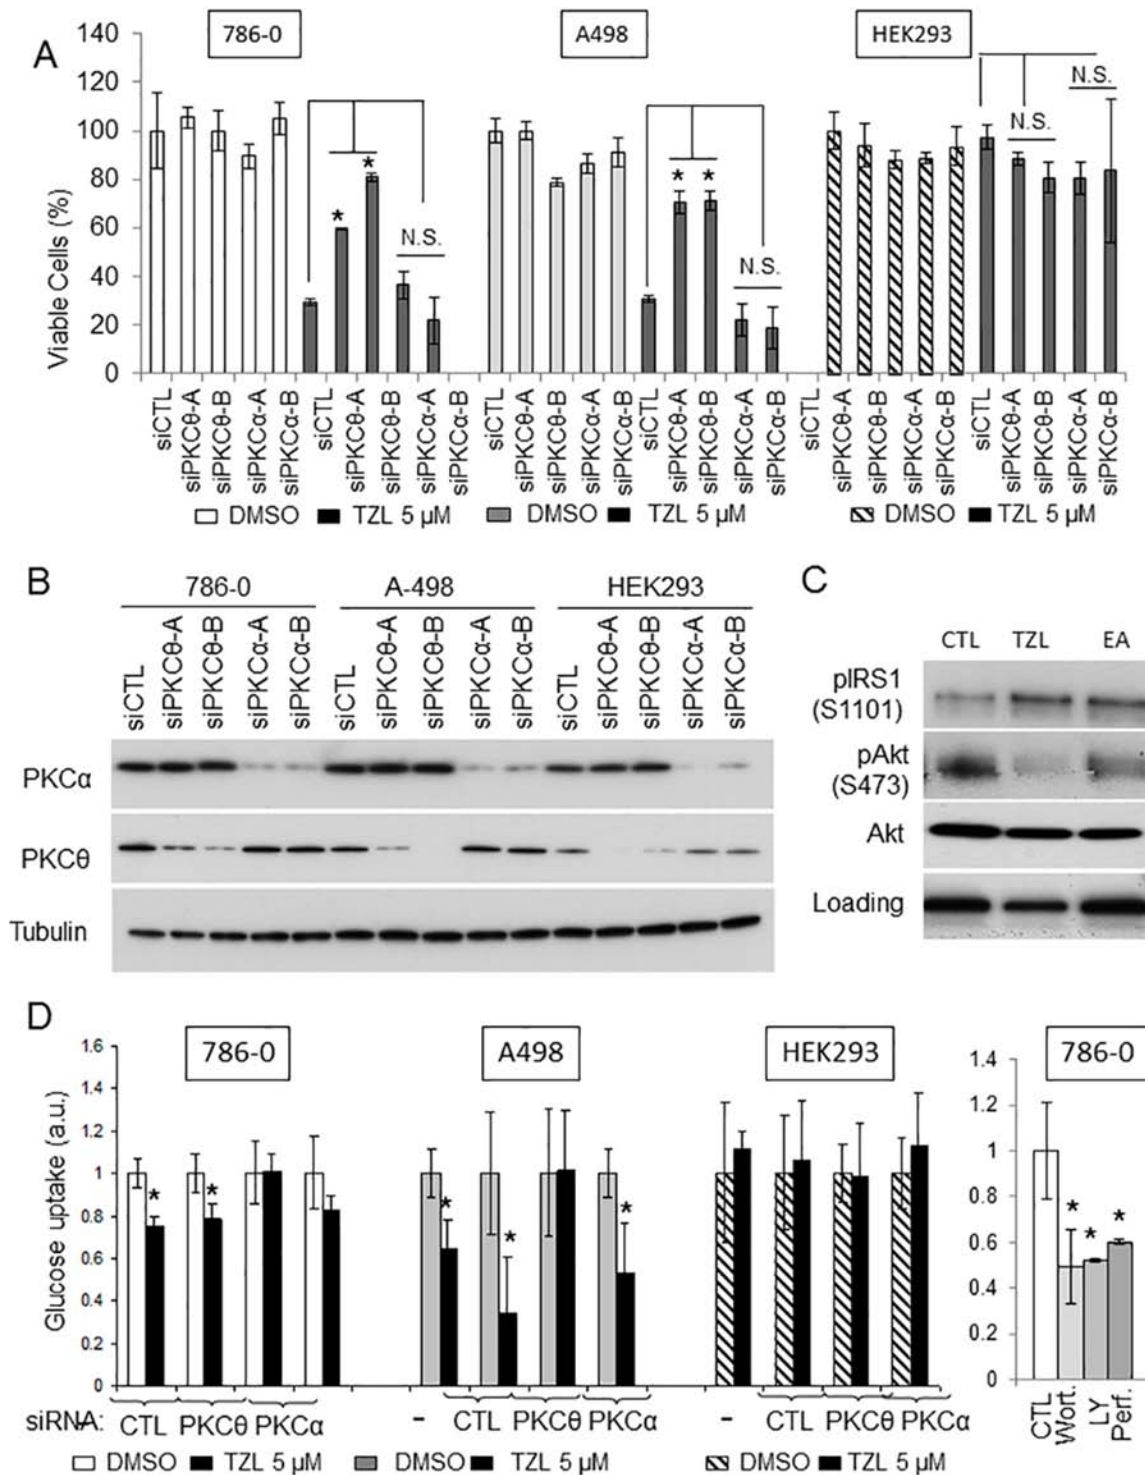 A
786-0
A498
HEK293
140
120
100
80
60
40
20
0
Viable Cells (%)
* * N.S.
* * N.S.
N.S. N.S.
siCTL siPKCθ-A siPKCθ-B siPKCα-A siPKCα-B siCTL siPKCθ-A siPKCθ-B siPKCα-A siPKCα-B
siCTL siPKCθ-A siPKCθ-B siPKCα-A siPKCα-B siCTL siPKCθ-A siPKCθ-B siPKCα-A siPKCα-B
siCTL siPKCθ-A siPKCθ-B siPKCα-A siPKCα-B siCTL siPKCθ-A siPKCθ-B siPKCα-A siPKCα-B
DMSO TZL 5 µM DMSO TZL 5 µM DMSO TZL 5 µM
B
786-0 A-498 HEK293
siCTL siPKCθ-A siPKCθ-B siPKCα-A siPKCα-B siCTL siPKCθ-A siPKCθ-B siPKCα-A siPKCα-B siCTL siPKCθ-A siPKCθ-B siPKCα-A siPKCα-B
PKCα
PKCθ
Tubulin
C
CTL TZL EA
pIRS1
(S1101)
pAkt
(S473)
Akt
Loading
D
786-0
A498
HEK293
1.6
1.4
1.2
1
0.8
0.6
0.4
0.2
0
Glucose uptake (a.u.)
* *
* * *
siRNA: - CTL PKCθ PKCα - CTL PKCθ PKCα - CTL PKCθ PKCα
DMSO TZL 5 µM DMSO TZL 5 µM DMSO TZL 5 µM
786-0
1.4
1.2
1
0.8
0.6
0.4
0.2
0
* * *
CTL Wort. LY Perf.